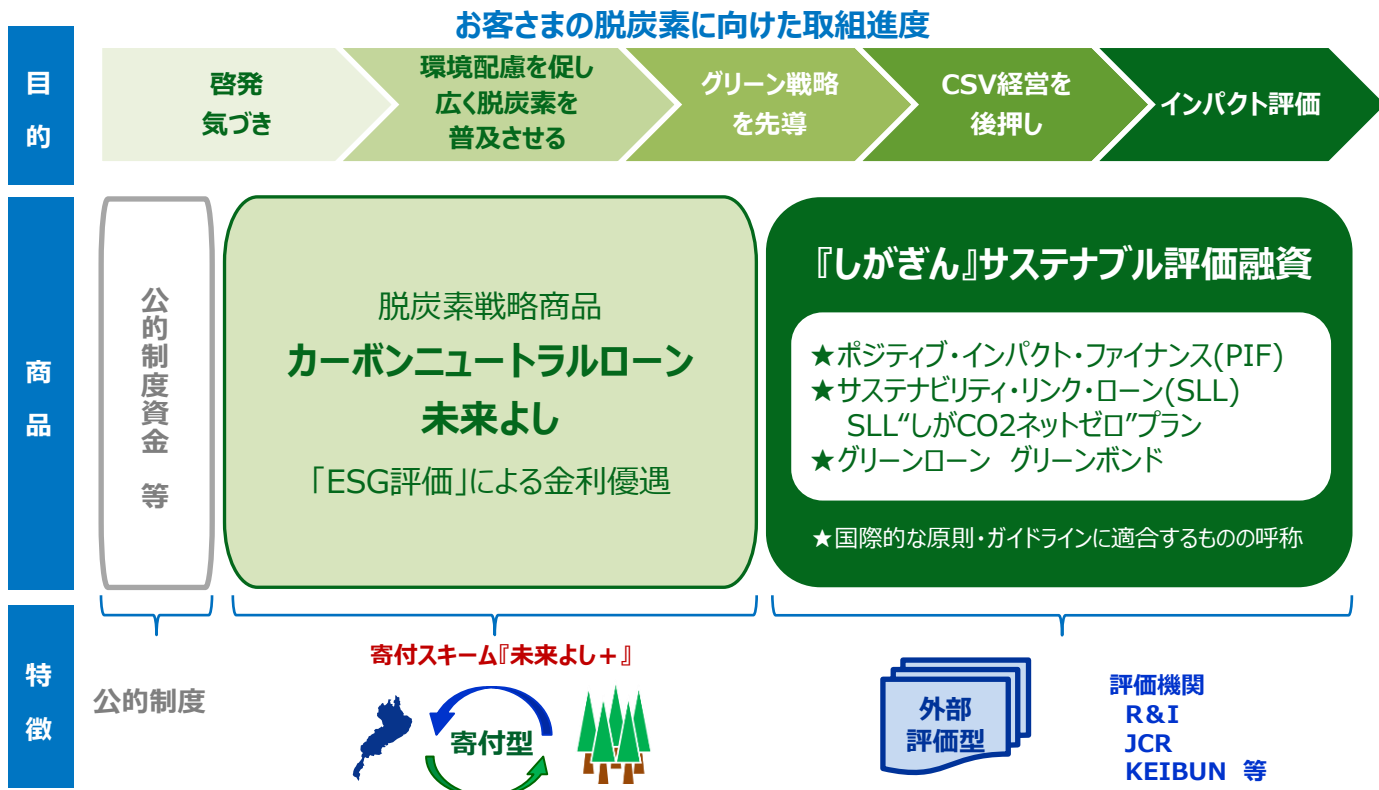 お客さまの脱炭素に向けた取組進度
目的
啓発
気づき
環境配慮を促し
広く脱炭素を
普及させる
グリーン戦略
を先導
CSV経営を
後押し
インパクト評価
商品
公的制度資金 等
脱炭素戦略商品
カーボンニュートラルローン
未来よし
「ESG評価」による金利優遇
『しがぎん』サステナブル評価融資
★ポジティブ・インパクト・ファイナンス(PIF)
★サステナビリティ・リンク・ローン(SLL)
SLL“しがCO2ネットゼロ”プラン
★グリーンローン グリーンボンド
★国際的な原則・ガイドラインに適合するものの呼称
特徴
公的制度
寄付スキーム『未来よし+』
寄付型
外部
評価型
評価機関
R&I
JCR
KEIBUN 等